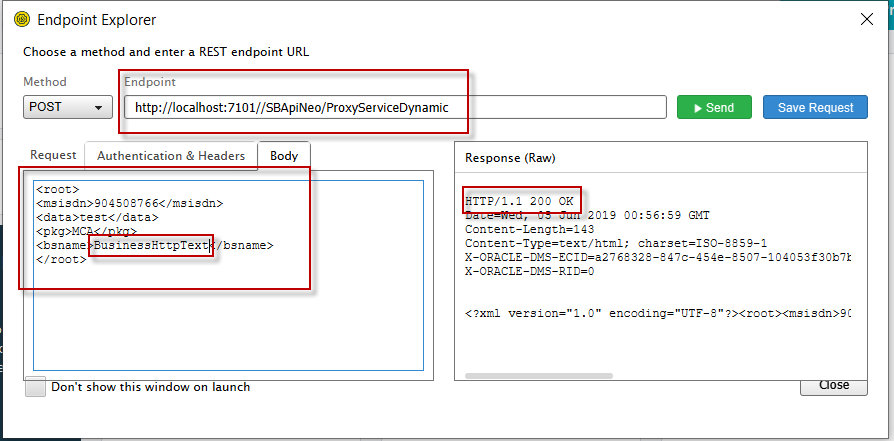 Endpoint Explorer
Choose a method and enter a REST endpoint URL
Method
Endpoint
POST
http://localhost:7101//SBApiNeo/ProxyServiceDynamic
Send
Save Request
Request
Authentication & Headers
Body
<root>
<msisdn>904508766</msisdn>
<data>test</data>
<pkg>MCA</pkg>
<bsname>BusinessHttpText</bsname>
</root>
Response (Raw)
HTTP/1.1 200 OK
Date=Wed, 05 Jun 2019 00:56:59 GMT
Content-Length=143
Content-Type=text/html; charset=ISO-8859-1
X-ORACLE-DMS-ECID=a2768328-847c-454e-8507-104053f30b7b
X-ORACLE-DMS-RID=0
<?xml version="1.0" encoding="UTF-8"?><root><msisdn>90
Don't show this window on launch
Close